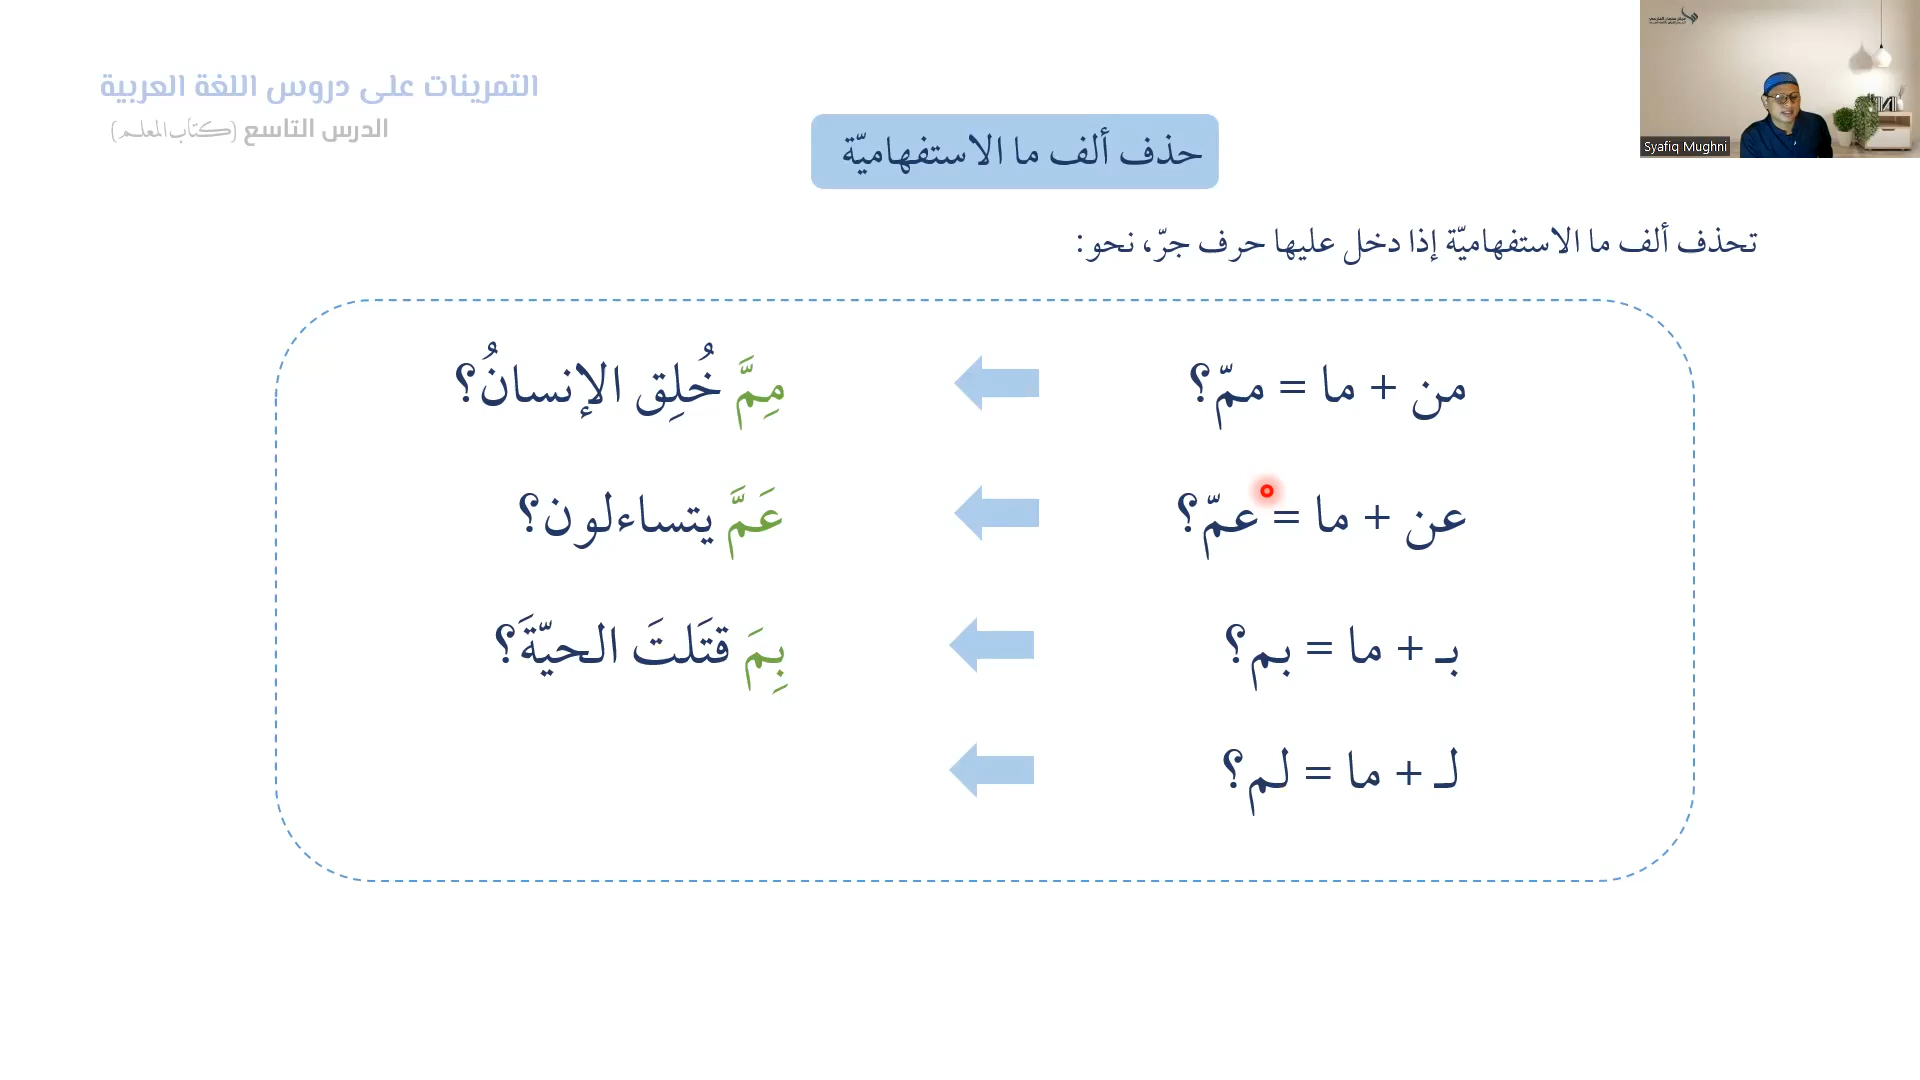 التمرينات على دروس اللغة العربية
الدرس التاسع (كتاب المعلم)
Syafiq Mughni
حذف ألف ما الاستفهاميّة
تحذف ألف ما الاستفهاميّة إذا دخل عليها حرف جرّ، نحو:
من + ما = ممّ؟ مِمَّ خُلِق الإنسانُ؟
عن + ما = عمّ؟ عَمَّ يتساءلون؟
بـ + ما = بم؟ بِمَ قتَلتَ الحيّةَ؟
لـ + ما = لم؟